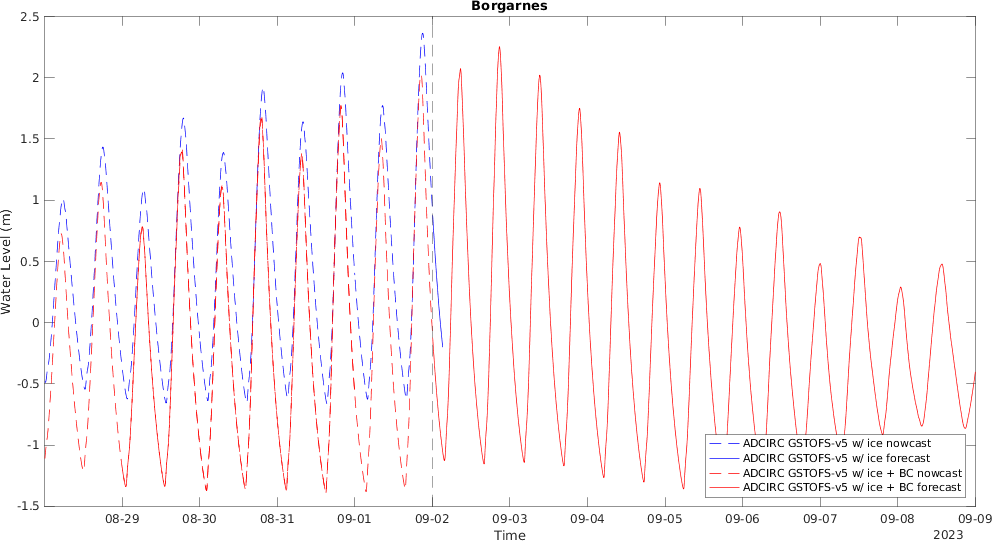 Borgarnes
Water Level (m)
2.5
2
1.5
1
0.5
0
-0.5
-1
-1.5
ADCIRC GSTOFS-v5 w/ ice nowcast
ADCIRC GSTOFS-v5 w/ ice forecast
ADCIRC GSTOFS-v5 w/ ice + BC nowcast
ADCIRC GSTOFS-v5 w/ ice + BC forecast
08-29 08-30 08-31 09-01 09-02 09-03 09-04 09-05 09-06 09-07 09-08 09-09
Time
2023